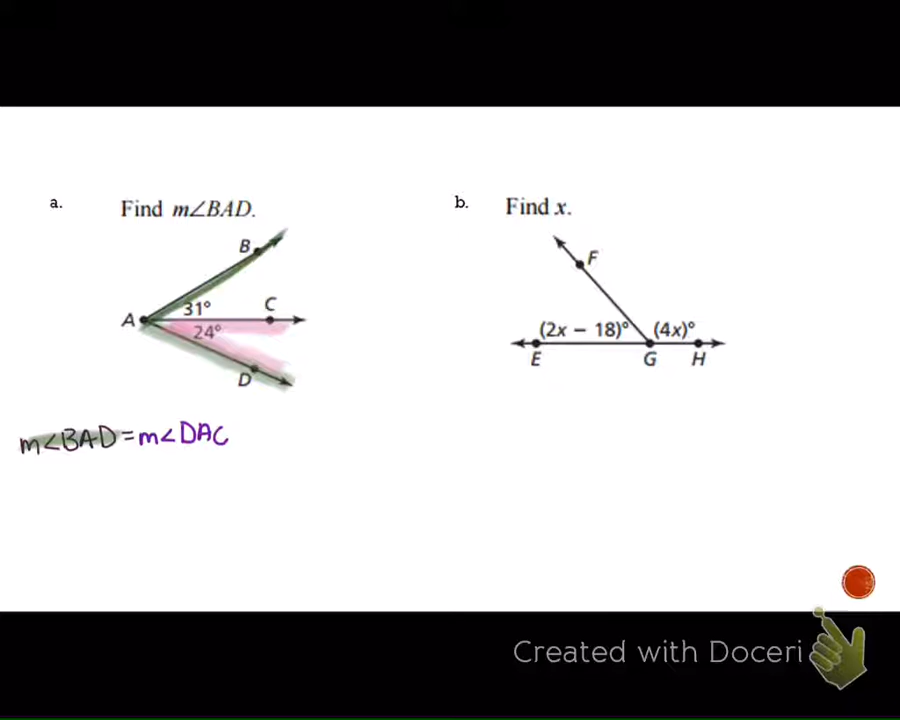 a. Find m∠BAD.
b. Find x.
B
F
31°
C
A
24°
(2x − 18)° (4x)°
E G H
D
m∠BAD = m∠DAC
Created with Doceri